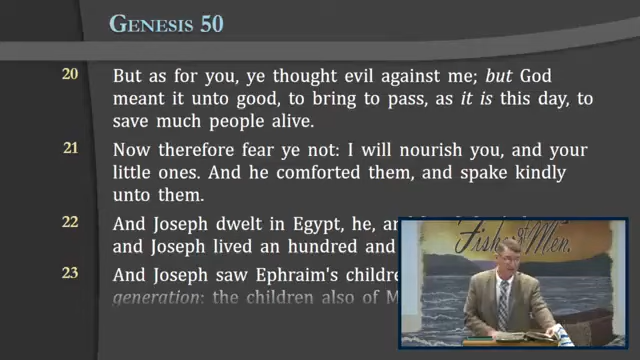 GENESIS 50
20 But as for you, ye thought evil against me; but God
meant it unto good, to bring to pass, as it is this day, to
save much people alive.
21 Now therefore fear ye not: I will nourish you, and your
little ones. And he comforted them, and spake kindly
unto them.
22 And Joseph dwelt in Egypt, he, and
and Joseph lived an hundred and
23 And Joseph saw Ephraim's
generation: the children also of
Fishers
of Men.